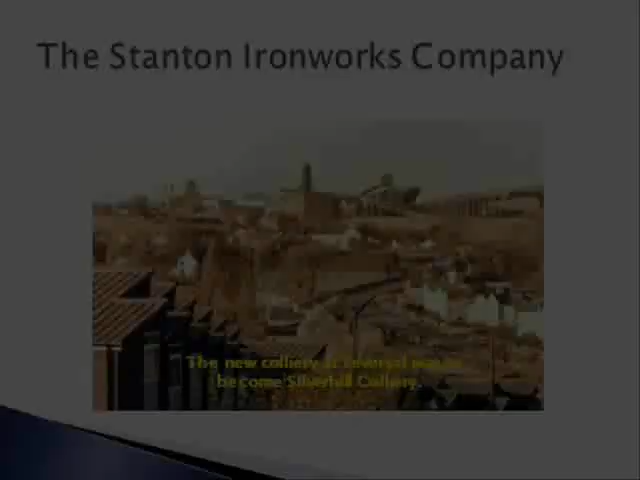 The Stanton Ironworks Company
The new colliery
become Silverhill Colliery.